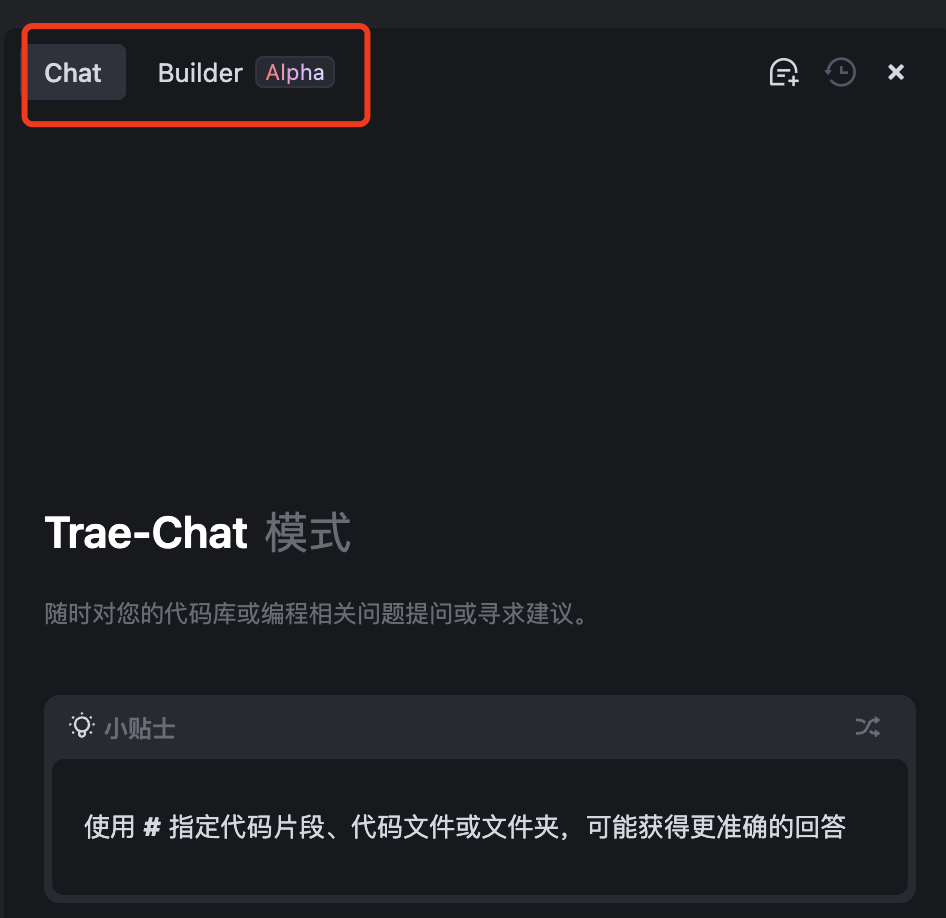 Chat Builder Alpha
Trae-Chat 模式
随时对您的代码库或编程相关问题提问或寻求建议。
小贴士
使用 # 指定代码片段、代码文件或文件夹，可能获得更准确的回答